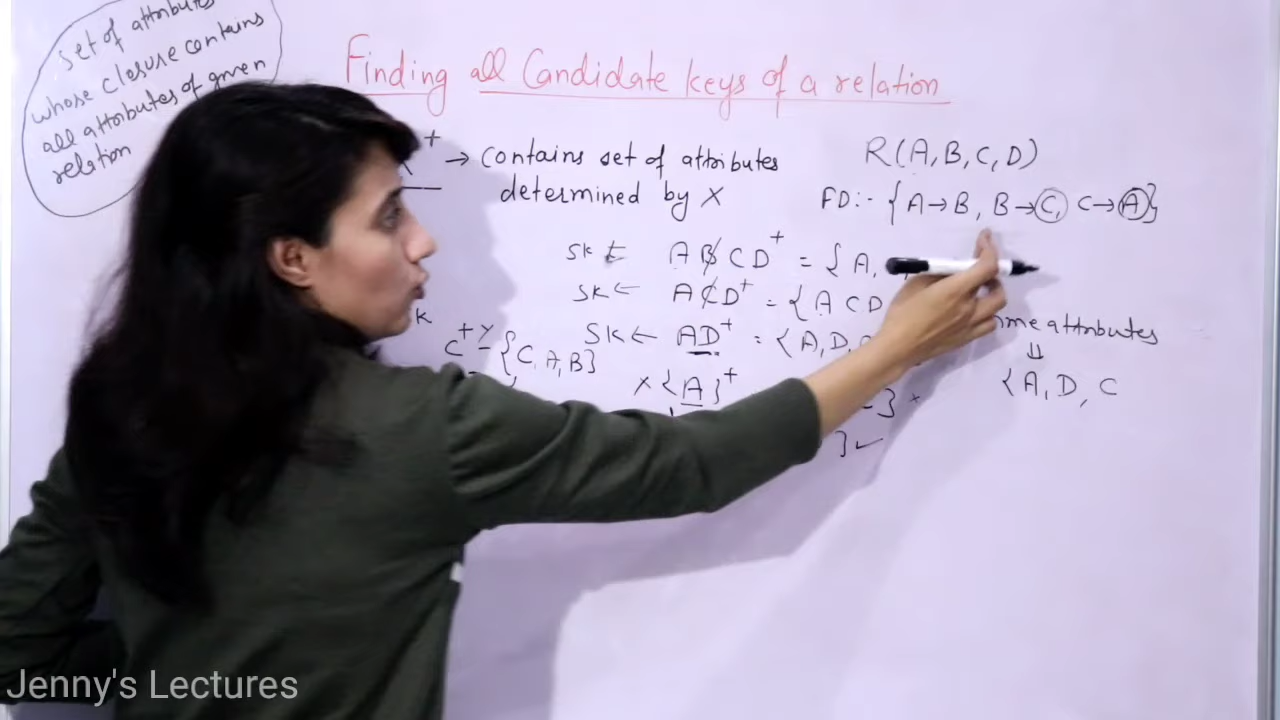 set of attributes
whose closure contains
all attributes of given
relation
Finding all Candidate keys of a relation
+ → contains set of attributes
determined by X
R(A,B,C,D)
FD:- {A→B, B→C, C→A}
SK ← ABCD+ = {A,
SK ← ACD+ = {ACD
SK ← AD+ = {A,D,
C+ = {C,A,B}
x {A}+
-} x
} ✓
attributes
⇓
{A,D,C
Jenny's Lectures